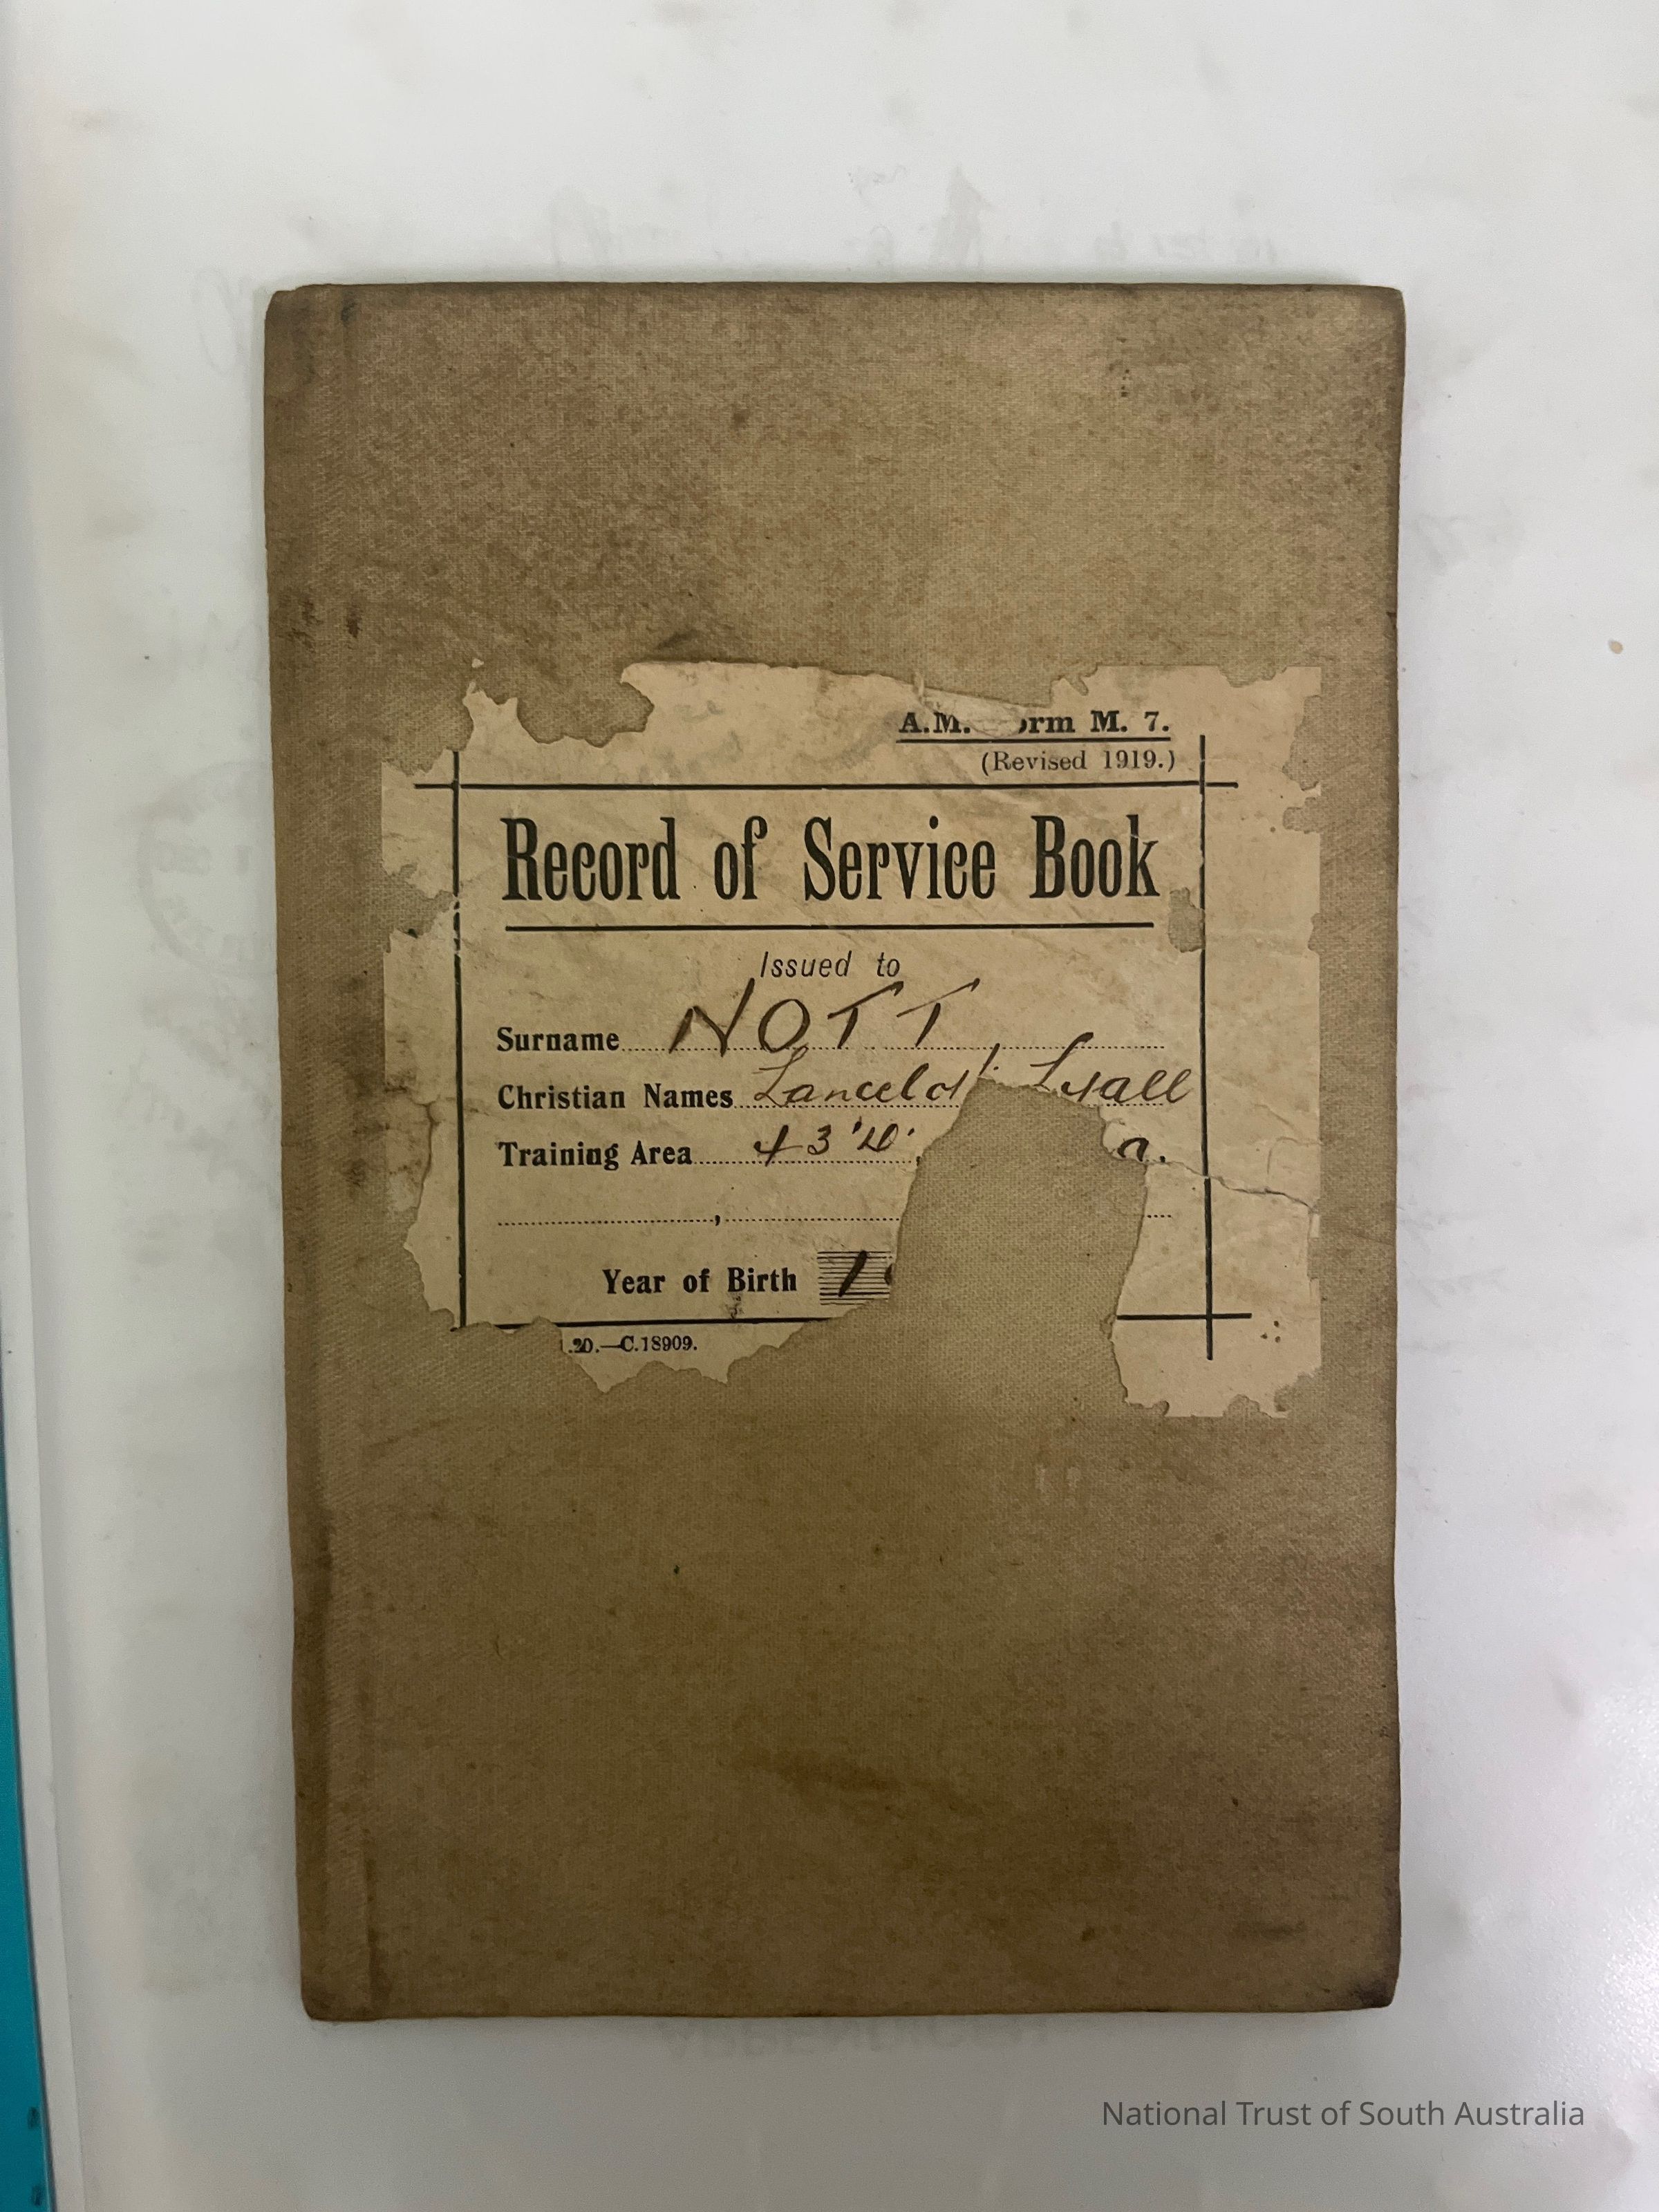 A.M. M. 7.
(Revised 1919.)
Record of Service Book
Issued to
Surname NOTT
Christian Names Lancelot Lyall
Training Area 43
Year of Birth
.20.—C.18909.
National Trust of South Australia